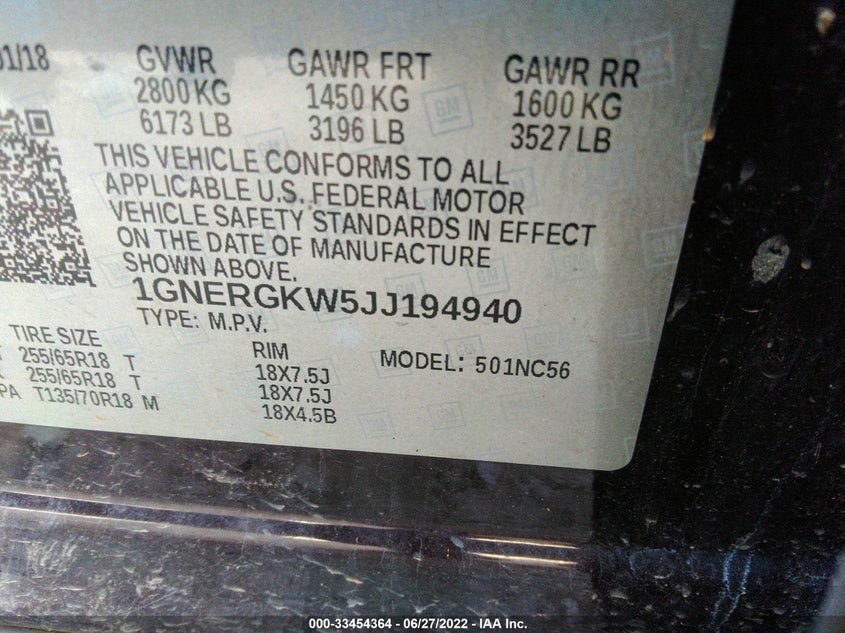 01/18 GVWR GAWR FRT GAWR RR
2800 KG 1450 KG 1600 KG
6173 LB 3196 LB 3527 LB
THIS VEHICLE CONFORMS TO ALL
APPLICABLE U.S. FEDERAL MOTOR
VEHICLE SAFETY STANDARDS IN EFFECT
ON THE DATE OF MANUFACTURE
SHOWN ABOVE.
1GNERGKW5JJ194940
TYPE: M.P.V.
MODEL: 501NC56
TIRE SIZE RIM
255/65R18 T 18X7.5J
255/65R18 T 18X7.5J
PA T135/70R18 M 18X4.5B
GM
000-33454364 - 06/27/2022 - IAA Inc.